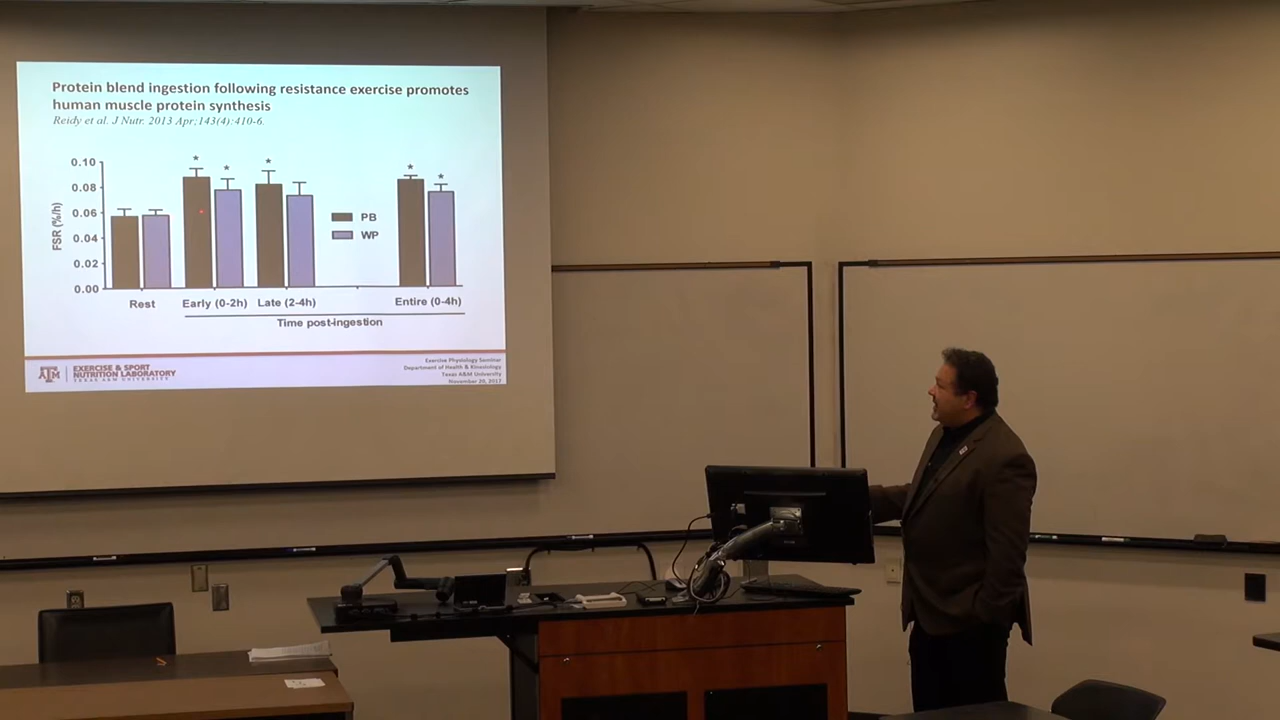 Protein blend ingestion following resistance exercise promotes
human muscle protein synthesis
Reidy et al. J Nutr. 2013 Apr;143(4):410-6.
0.10
0.08
0.06
0.04
0.02
0.00
FSR (%/h)
* * * * *
PB
WP
Rest Early (0-2h) Late (2-4h) Entire (0-4h)
Time post-ingestion
ATM
EXERCISE & SPORT
NUTRITION LABORATORY
TEXAS A&M UNIVERSITY
Exercise Physiology Seminar
Department of Health & Kinesiology
Texas A&M University
November 20, 2017